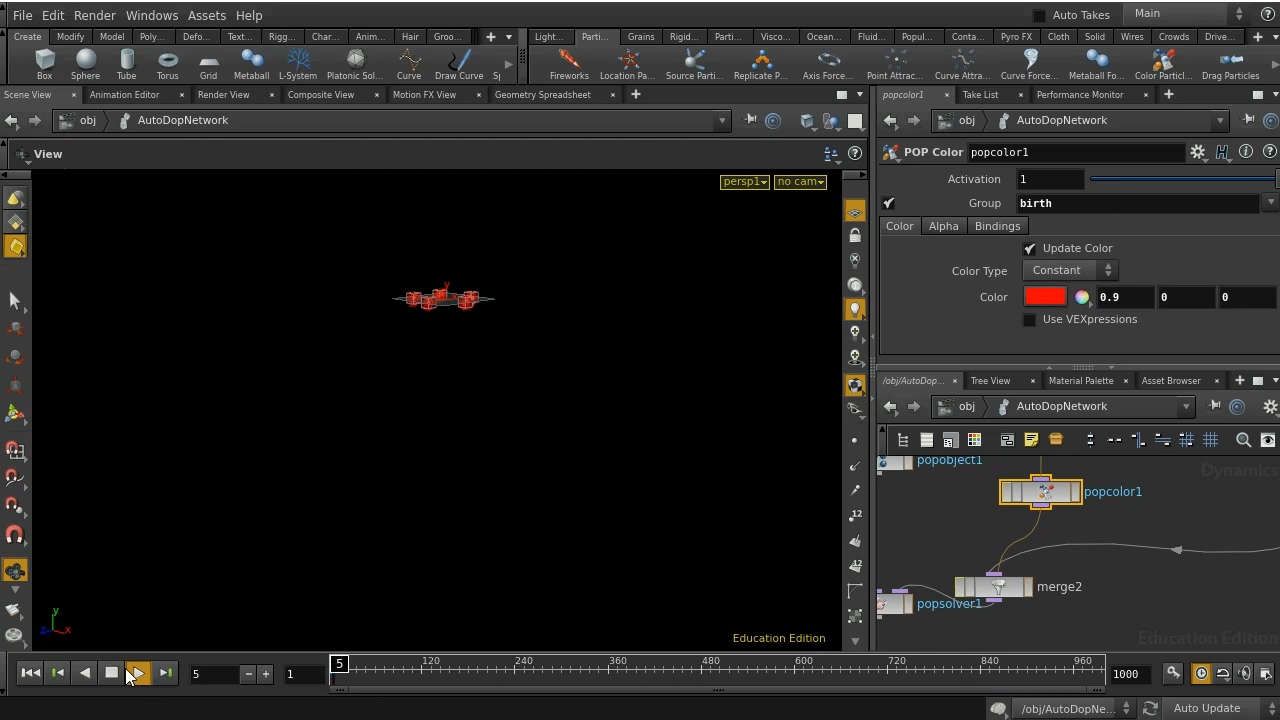 File Edit Render Windows Assets Help Auto Takes Main
Create Modify Model Poly... Defo... Text... Rigg... Char... Anim... Hair Groo... Light... Parti... Grains Rigid... Parti... Visco... Ocean... Fluid... Popul... Conta... Pyro FX Cloth Solid Wires Crowds Drive...
Box Sphere Tube Torus Grid Metaball L-System Platonic Sol... Curve Draw Curve Fireworks Location Pa... Source Parti... Replicate P... Axis Force... Point Attrac... Curve Attra... Curve Force... Metaball Fo... Color Particl... Drag Particles
Scene View Animation Editor Render View Composite View Motion FX View Geometry Spreadsheet popcolor1 Take List Performance Monitor
obj AutoDopNetwork obj AutoDopNetwork
View POP Color popcolor1
persp1 no cam Activation 1
Group birth
Color Alpha Bindings
Update Color
Color Type Constant
Color 0.9 0 0
Use VEXpressions
/obj/AutoDop... Tree View Material Palette Asset Browser
obj AutoDopNetwork
popobject1 Dynamics
popcolor1
merge2
popsolver1
y
y
z x
Education Edition Education Edition
12
12
5 1 5 120 240 360 480 600 720 840 960 1000
/obj/AutoDopNe... Auto Update